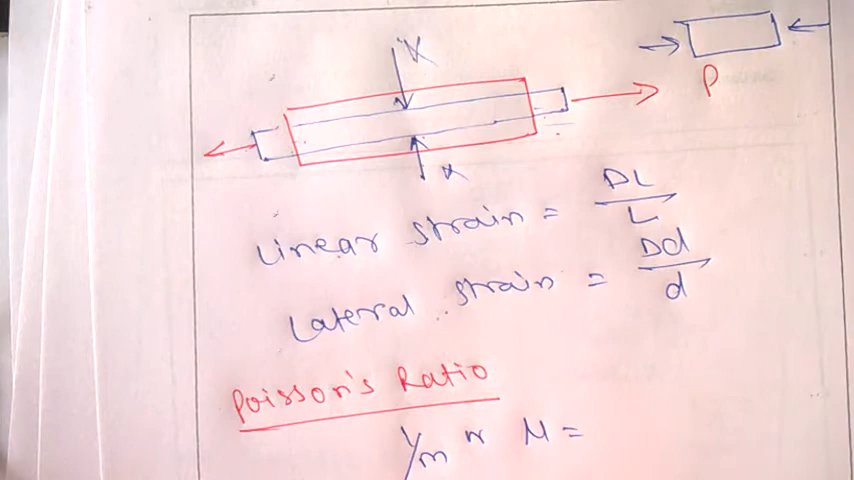 P
Linear strain = DL/L
Lateral strain = Dd/d
Poisson's Ratio
1/m or μ =